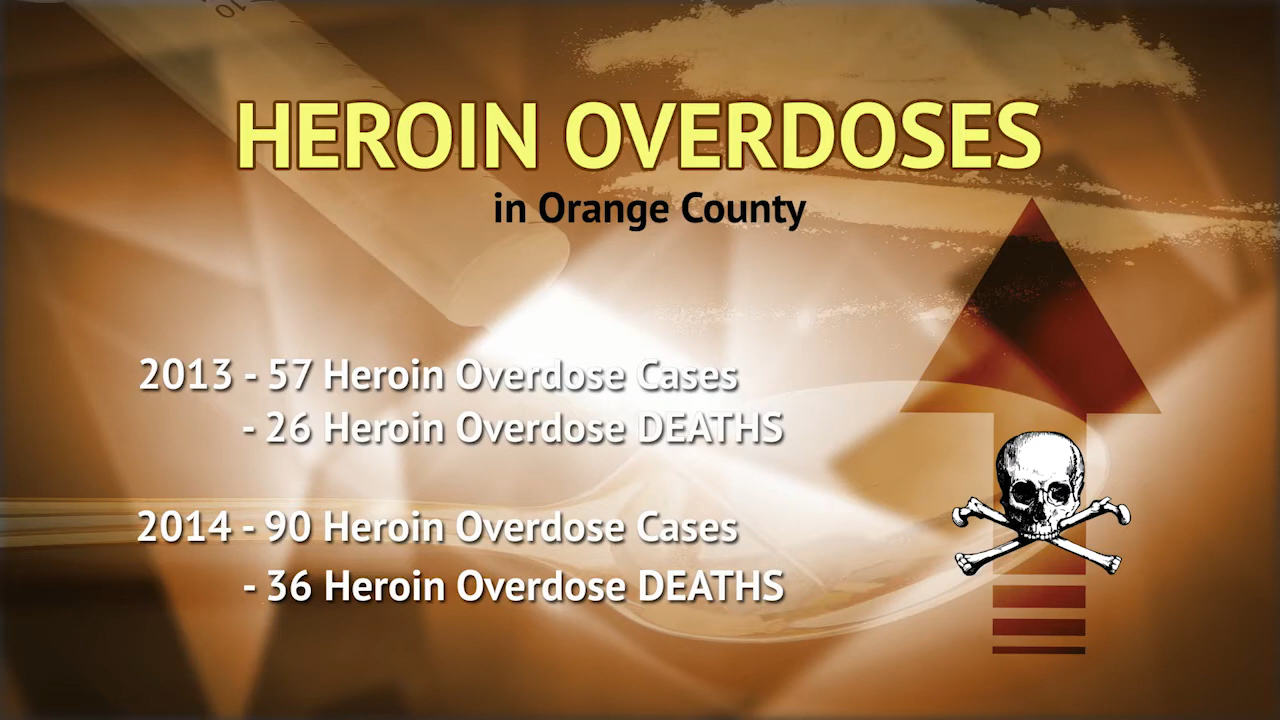 10
HEROIN OVERDOSES
in Orange County
2013 - 57 Heroin Overdose Cases
- 26 Heroin Overdose DEATHS
2014 - 90 Heroin Overdose Cases
- 36 Heroin Overdose DEATHS